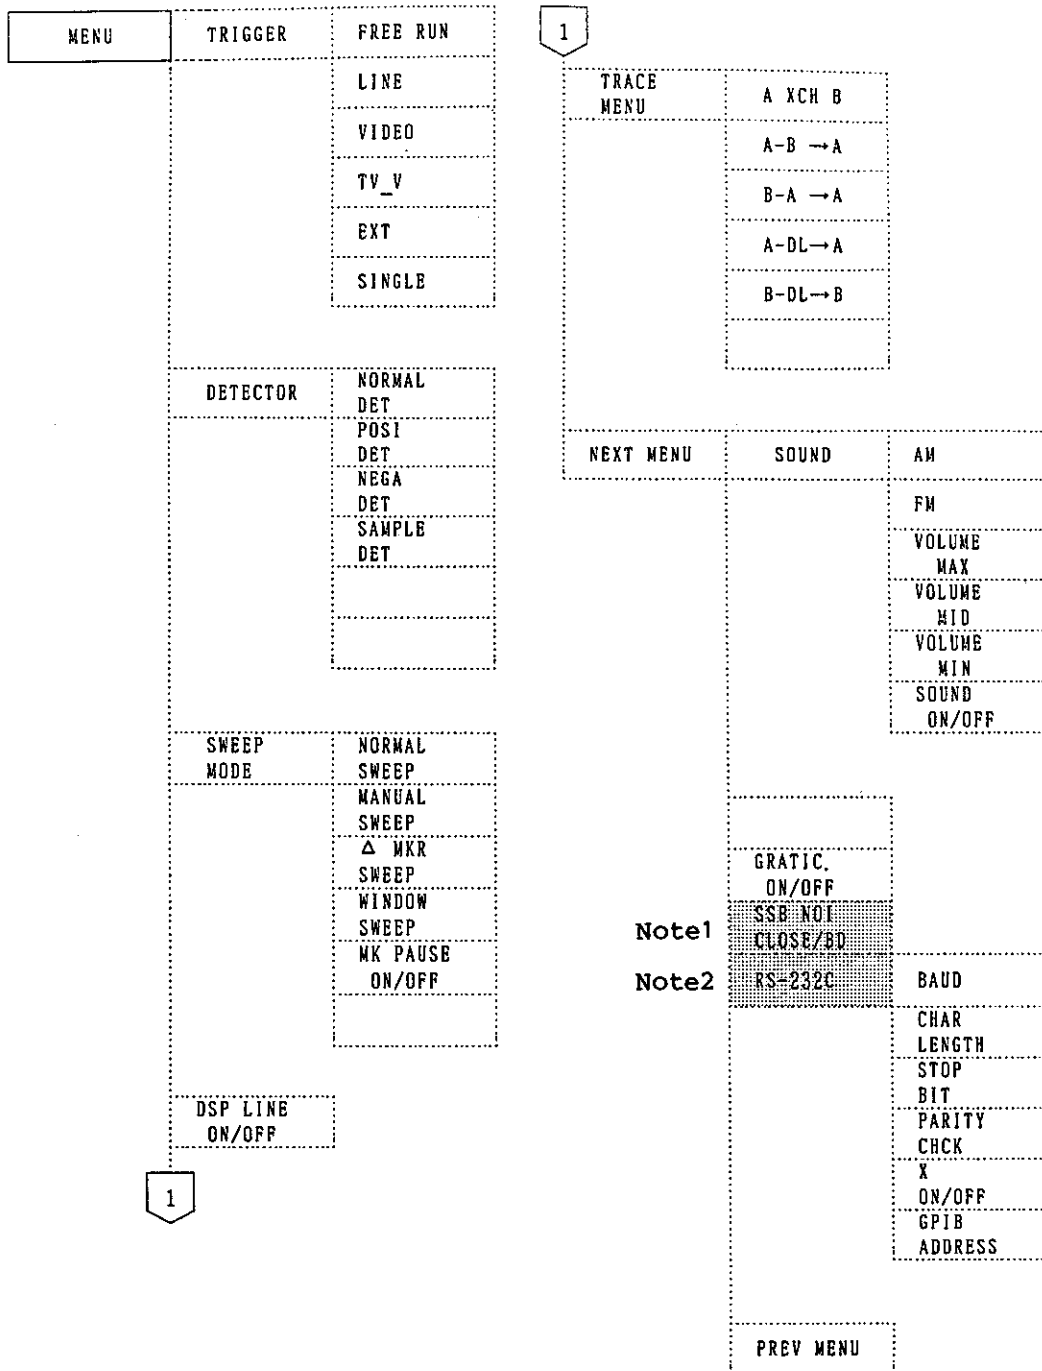 MENU TRIGGER FREE RUN
LINE
VIDEO
TV_V
EXT
SINGLE
DETECTOR NORMAL
DET
POSI
DET
NEGA
DET
SAMPLE
DET
SWEEP
MODE
NORMAL
SWEEP
MANUAL
SWEEP
Δ MKR
SWEEP
WINDOW
SWEEP
MK PAUSE
ON/OFF
DSP LINE
ON/OFF
1
1
TRACE
MENU
A XCH B
A-B →A
B-A →A
A-DL→A
B-DL→B
NEXT MENU SOUND AM
FM
VOLUME
MAX
VOLUME
MID
VOLUME
MIN
SOUND
ON/OFF
GRATIC.
ON/OFF
Note1
SSB NOI
CLOSE/BD
Note2 RS-232C BAUD
CHAR
LENGTH
STOP
BIT
PARITY
CHCK
X
ON/OFF
GPIB
ADDRESS
PREV MENU